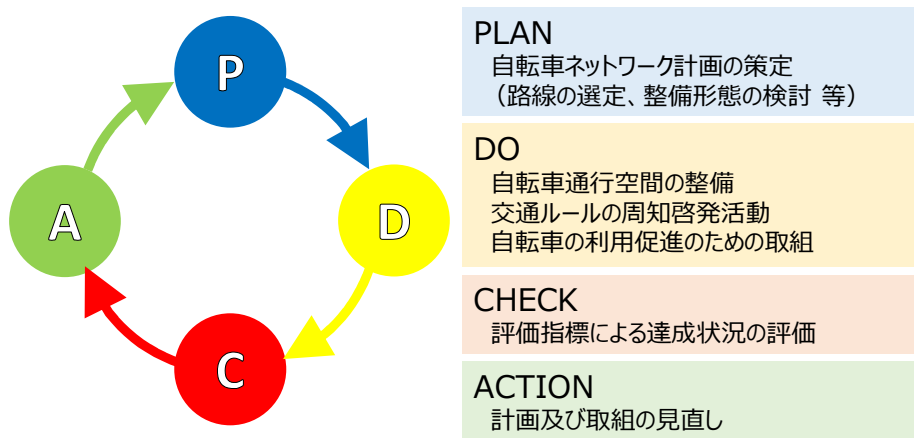 P
D
C
A
PLAN
自転車ネットワーク計画の策定
（路線の選定、整備形態の検討 等）
DO
自転車通行空間の整備
交通ルールの周知啓発活動
自転車の利用促進のための取組
CHECK
評価指標による達成状況の評価
ACTION
計画及び取組の見直し